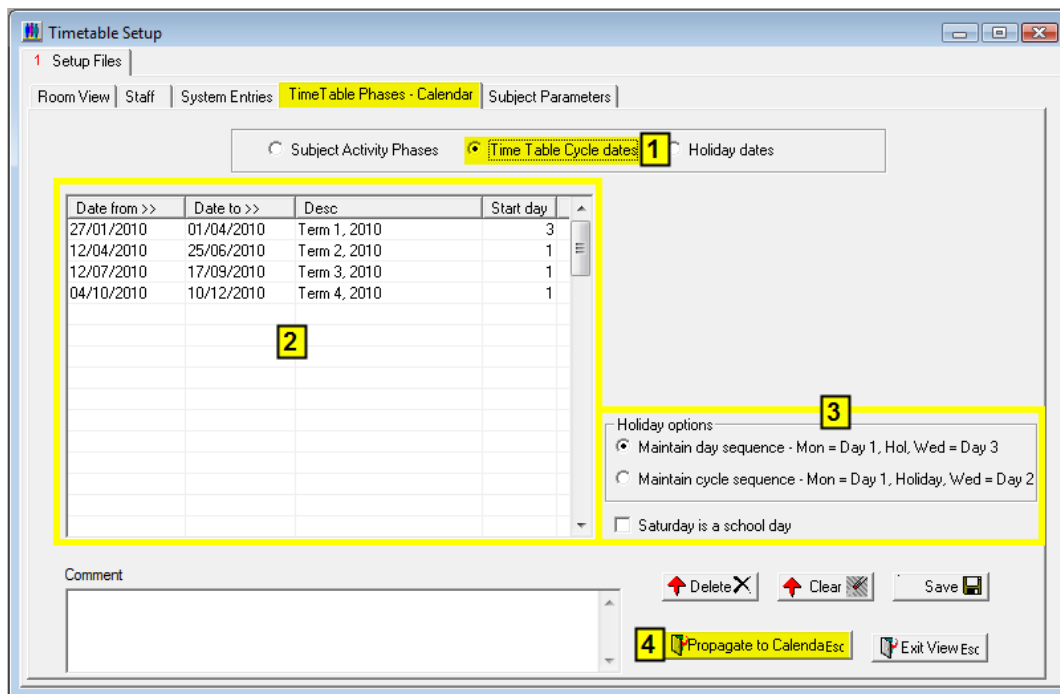 Timetable Setup
1 Setup Files
Room View Staff System Entries TimeTable Phases - Calendar Subject Parameters
Subject Activity Phases Time Table Cycle dates 1 Holiday dates
Date from >> Date to >> Desc Start day
27/01/2010 01/04/2010 Term 1, 2010 3
12/04/2010 25/06/2010 Term 2, 2010 1
12/07/2010 17/09/2010 Term 3, 2010 1
04/10/2010 10/12/2010 Term 4, 2010 1
2
3
Holiday options
Maintain day sequence - Mon = Day 1, Hol, Wed = Day 3
Maintain cycle sequence - Mon = Day 1, Holiday, Wed = Day 2
Saturday is a school day
Comment
Delete Clear Save
4 Propagate to Calenda Esc Exit View Esc